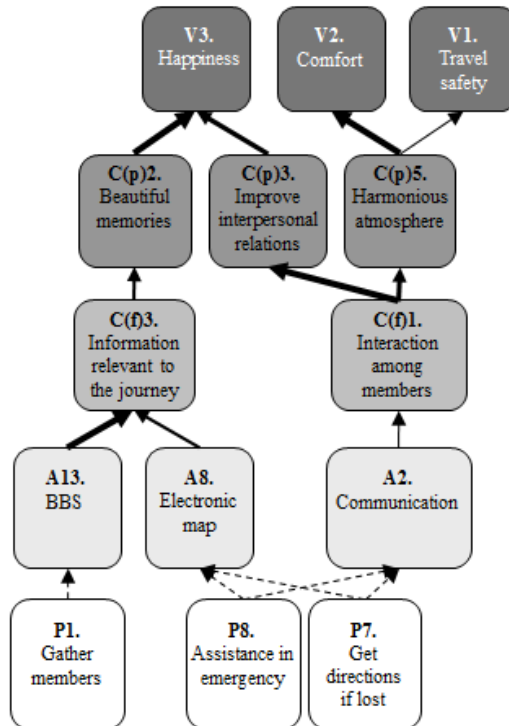 V3.
Happiness
V2.
Comfort
V1.
Travel
safety
C(p)2.
Beautiful
memories
C(p)3.
Improve
interpersonal
relations
C(p)5.
Harmonious
atmosphere
C(f)3.
Information
relevant to
the journey
C(f)1.
Interaction
among
members
A13.
BBS
A8.
Electronic
map
A2.
Communication
P1.
Gather
members
P8.
Assistance in
emergency
P7.
Get
directions
if lost